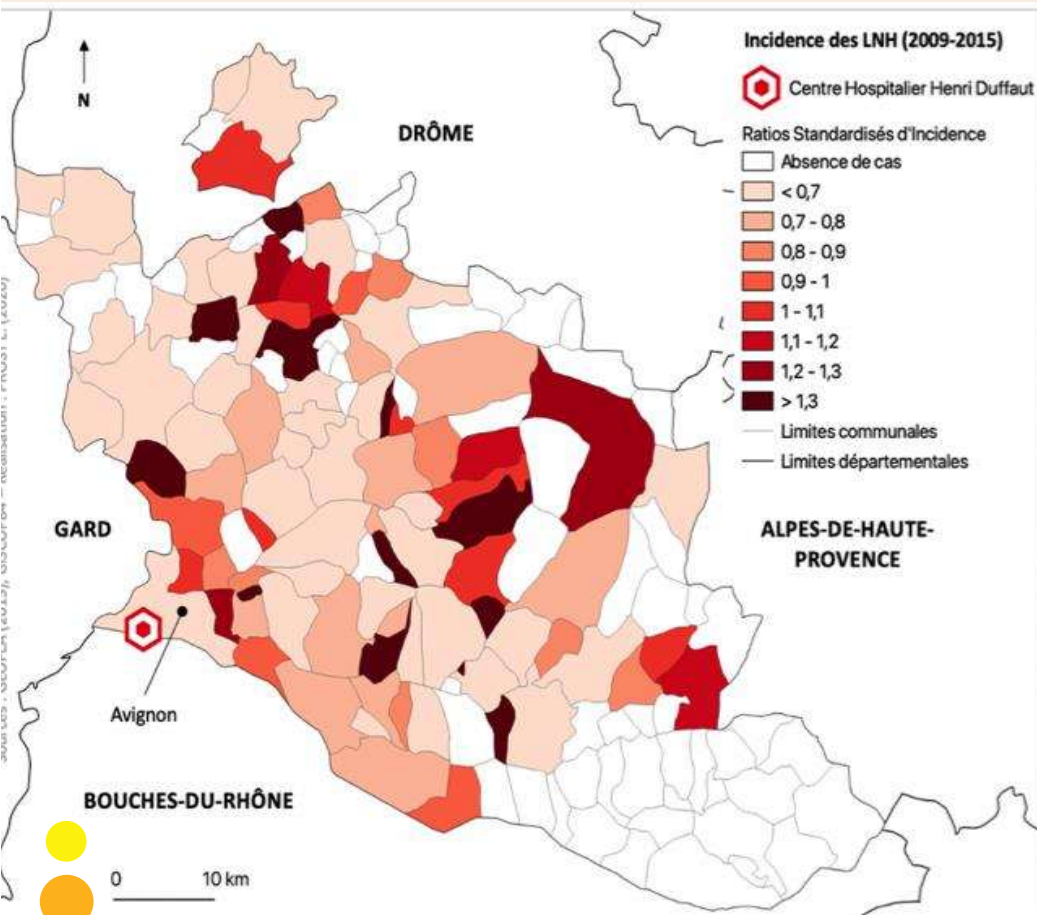 Incidence des LNH (2009-2015)
Centre Hospitalier Henri Duffaut
Ratios Standardisés d'Incidence
Absence de cas
< 0,7
0,7 - 0,8
0,8 - 0,9
0,9 - 1
1 - 1,1
1,1 - 1,2
1,2 - 1,3
> 1,3
Limites communales
Limites départementales
N
DRÔME
GARD
ALPES-DE-HAUTE-
PROVENCE
Avignon
BOUCHES-DU-RHÔNE
0 10 km